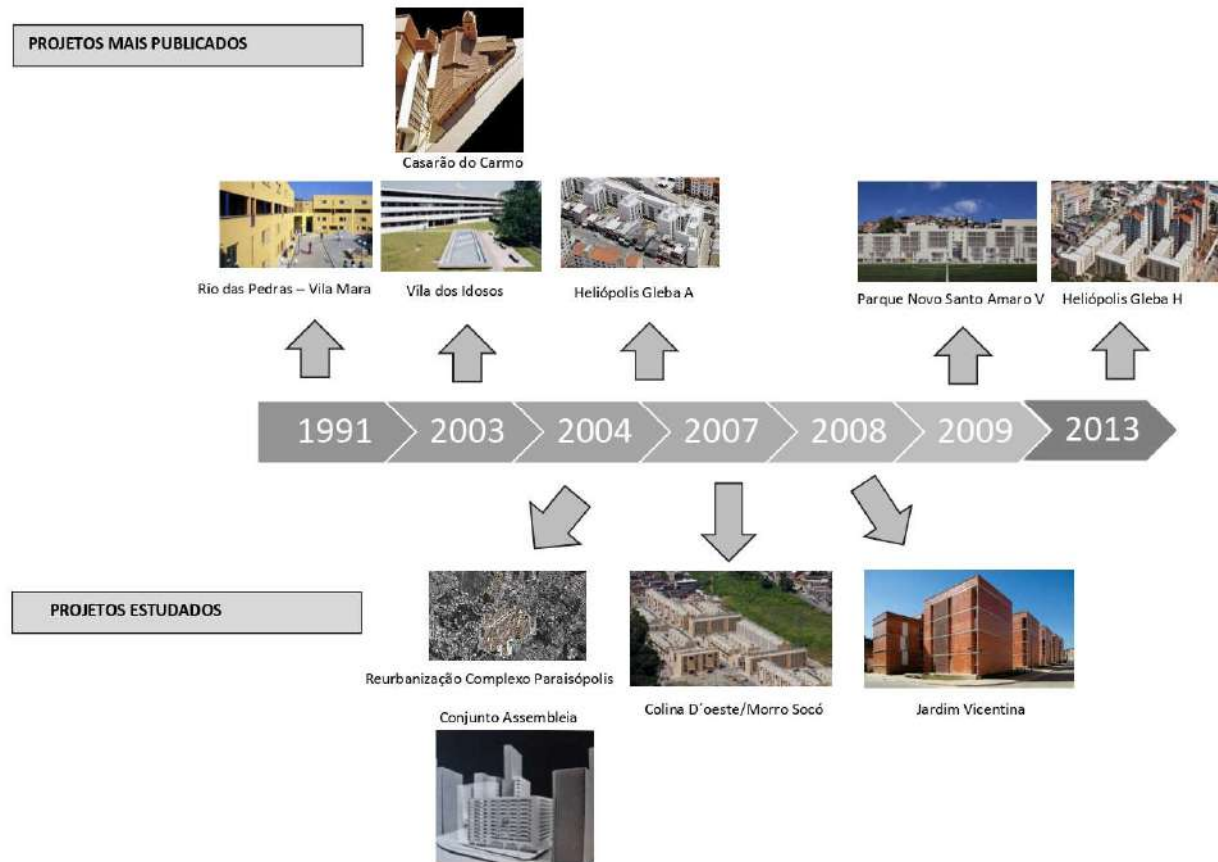 PROJETOS MAIS PUBLICADOS
Casarão do Carmo
Rio das Pedras – Vila Mara
Vila dos Idosos
Heliópolis Gleba A
Parque Novo Santo Amaro V
Heliópolis Gleba H
1991
2003
2004
2007
2008
2009
2013
PROJETOS ESTUDADOS
Reurbanização Complexo Paraisópolis
Colina D´oeste/Morro Socó
Jardim Vicentina
Conjunto Assembleia